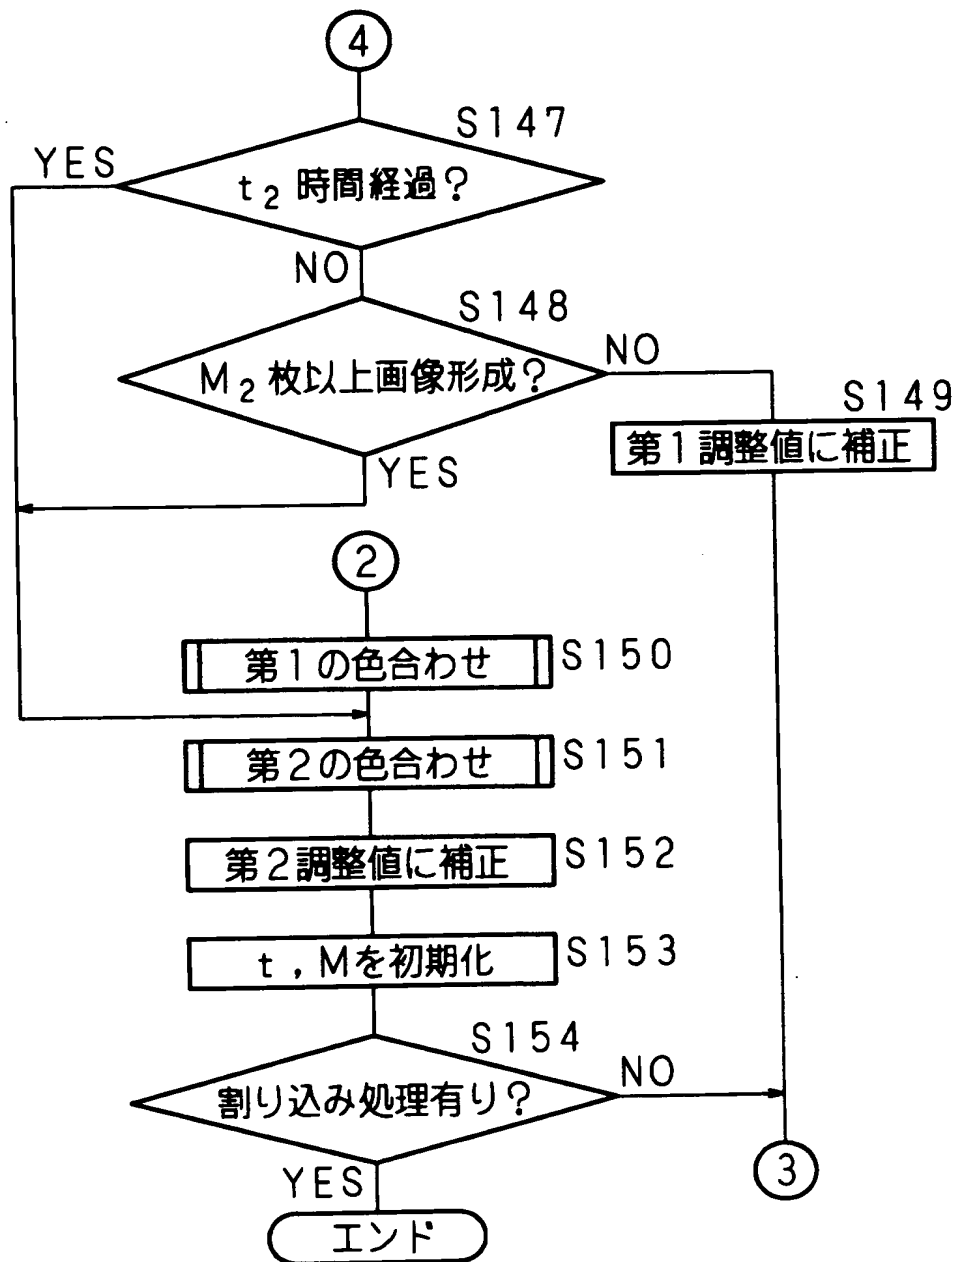 4
S147
YES
t2 時間経過?
NO
S148
M2 枚以上画像形成?
NO
S149
第1調整値に補正
YES
2
第1の色合わせ
S150
第2の色合わせ
S151
第2調整値に補正
S152
t,Mを初期化
S153
S154
割り込み処理有り?
NO
YES
3
エンド